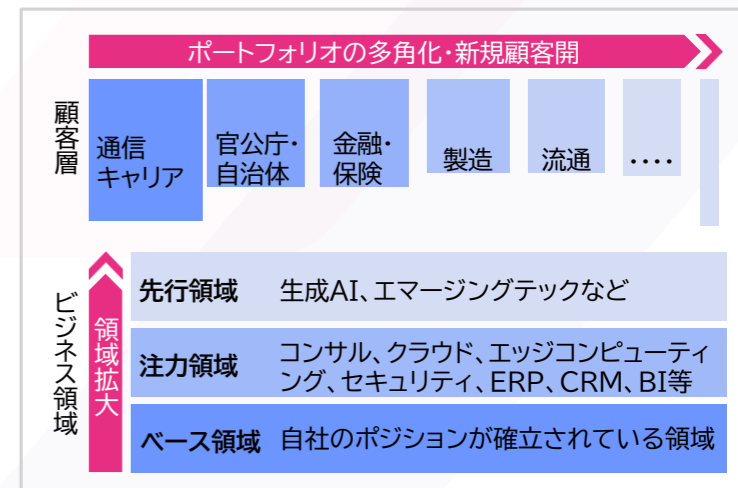 ポートフォリオの多角化・新規顧客開
顧客層
通信
キャリア
官公庁・
自治体
金融・
保険
製造
流通
････
ビジネス領域
領域拡大
先行領域
生成AI、エマージングテックなど
注力領域
コンサル、クラウド、エッジコンピューティ
ング、セキュリティ、ERP、CRM、BI等
ベース領域
自社のポジションが確立されている領域